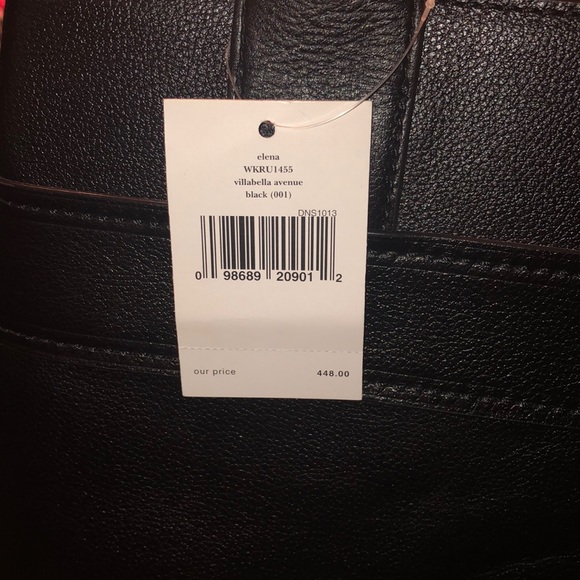 elena
WKRU1455
villabella avenue
black (001)
DNS1013
0 98689 20901 2
our price 448.00